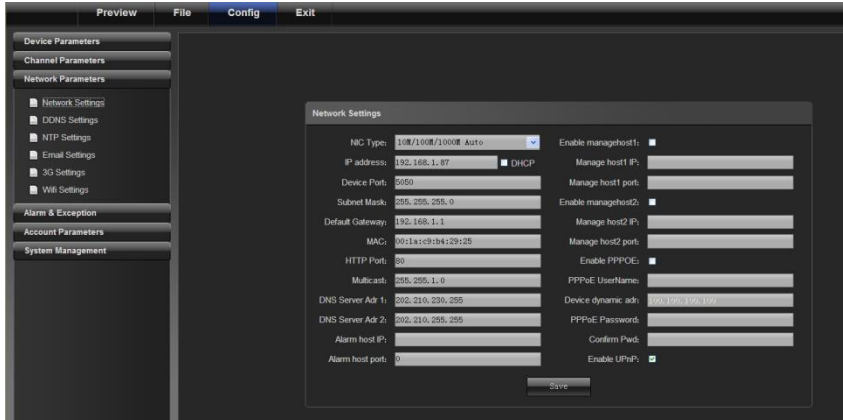 Preview File Config Exit
Device Parameters
Channel Parameters
Network Parameters
Network Settings
DDNS Settings
NTP Settings
Email Settings
3G Settings
Wifi Settings
Alarm & Exception
Account Parameters
System Management
Network Settings
NIC Type: 10M/100M/1000M Auto Enable managehost1:
IP address: 192.168.1.87 DHCP Manage host1 IP:
Device Port: 5050 Manage host1 port:
Subnet Mask: 255.255.255.0 Enable managehost2:
Default Gateway: 192.168.1.1 Manage host2 IP:
MAC: 00:1a:c9:b4:29:25 Manage host2 port:
HTTP Port: 80 Enable PPPOE:
Multicast: 255.255.1.0 PPPoE UserName:
DNS Server Adr 1: 202.210.230.255 Device dynamic adr: 100.100.100.100
DNS Server Adr 2: 202.210.255.255 PPPoE Password:
Alarm host IP: Confirm Pwd:
Alarm host port: 0 Enable UPnP:
Save